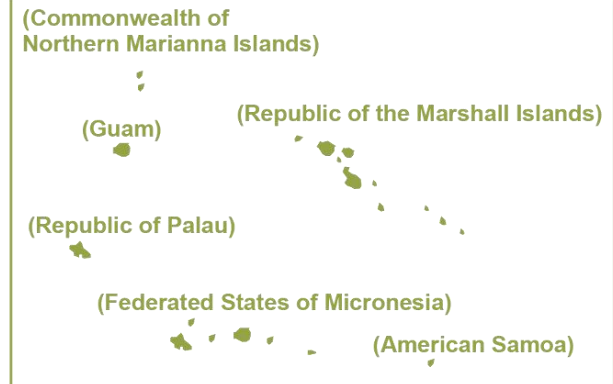 (Commonwealth of
Northern Marianna Islands)
(Republic of the Marshall Islands)
(Guam)
(Republic of Palau)
(Federated States of Micronesia)
(American Samoa)